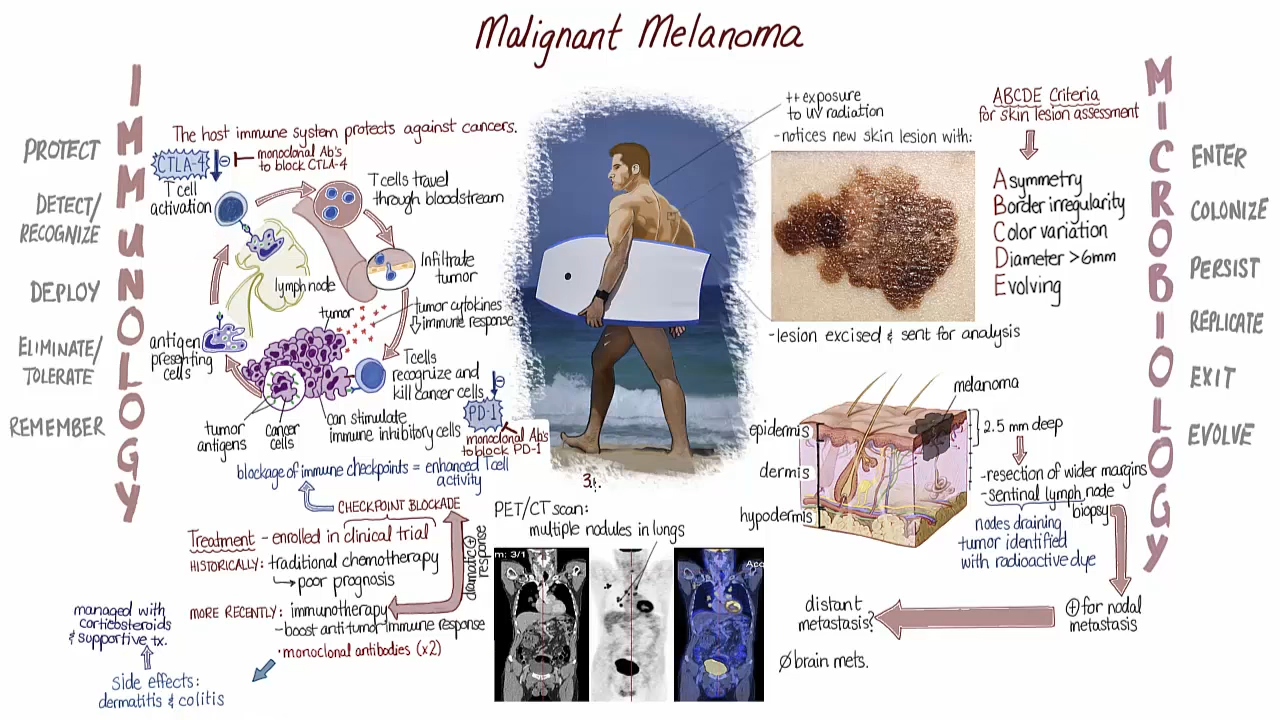 Malignant Melanoma
IMMUNOLOGY
PROTECT
DETECT/
RECOGNIZE
DEPLOY
ELIMINATE/
TOLERATE
REMEMBER
The host immune system protects against cancers.
CTLA-4
monoclonal Ab's
to block CTLA-4
T cell
activation
T cells travel
through bloodstream
Infiltrate
tumor
lymph node
tumor
tumor cytokines
immune response
antigen
presenting
cells
T cells
recognize and
kill cancer cells
PD-1
monoclonal Ab's
to block PD-1
tumor
antigens
cancer
cells
can stimulate
immune inhibitory cells
blockage of immune checkpoints = enhanced T cell
activity
CHECKPOINT BLOCKADE
Treatment - enrolled in clinical trial
HISTORICALLY: traditional chemotherapy
poor prognosis
MORE RECENTLY: immunotherapy
- boost anti-tumor immune response
· monoclonal antibodies (x2)
dramatic +
response
managed with
corticosteroids
& supportive tx.
Side effects:
dermatitis & colitis
3
PET/CT scan:
multiple nodules in lungs
m: 3/1
Acc
++ exposure
to UV radiation
- notices new skin lesion with:
- lesion excised & sent for analysis
ABCDE Criteria
for skin lesion assessment
Asymmetry
Border irregularity
Color variation
Diameter >6mm
Evolving
melanoma
epidermis
dermis
hypodermis
2.5 mm deep
- resection of wider margins
- sentinal lymph node
biopsy
nodes draining
tumor identified
with radioactive dye
+ for nodal
metastasis
distant
metastasis?
Ø brain mets.
MICROBIOLOGY
ENTER
COLONIZE
PERSIST
REPLICATE
EXIT
EVOLVE